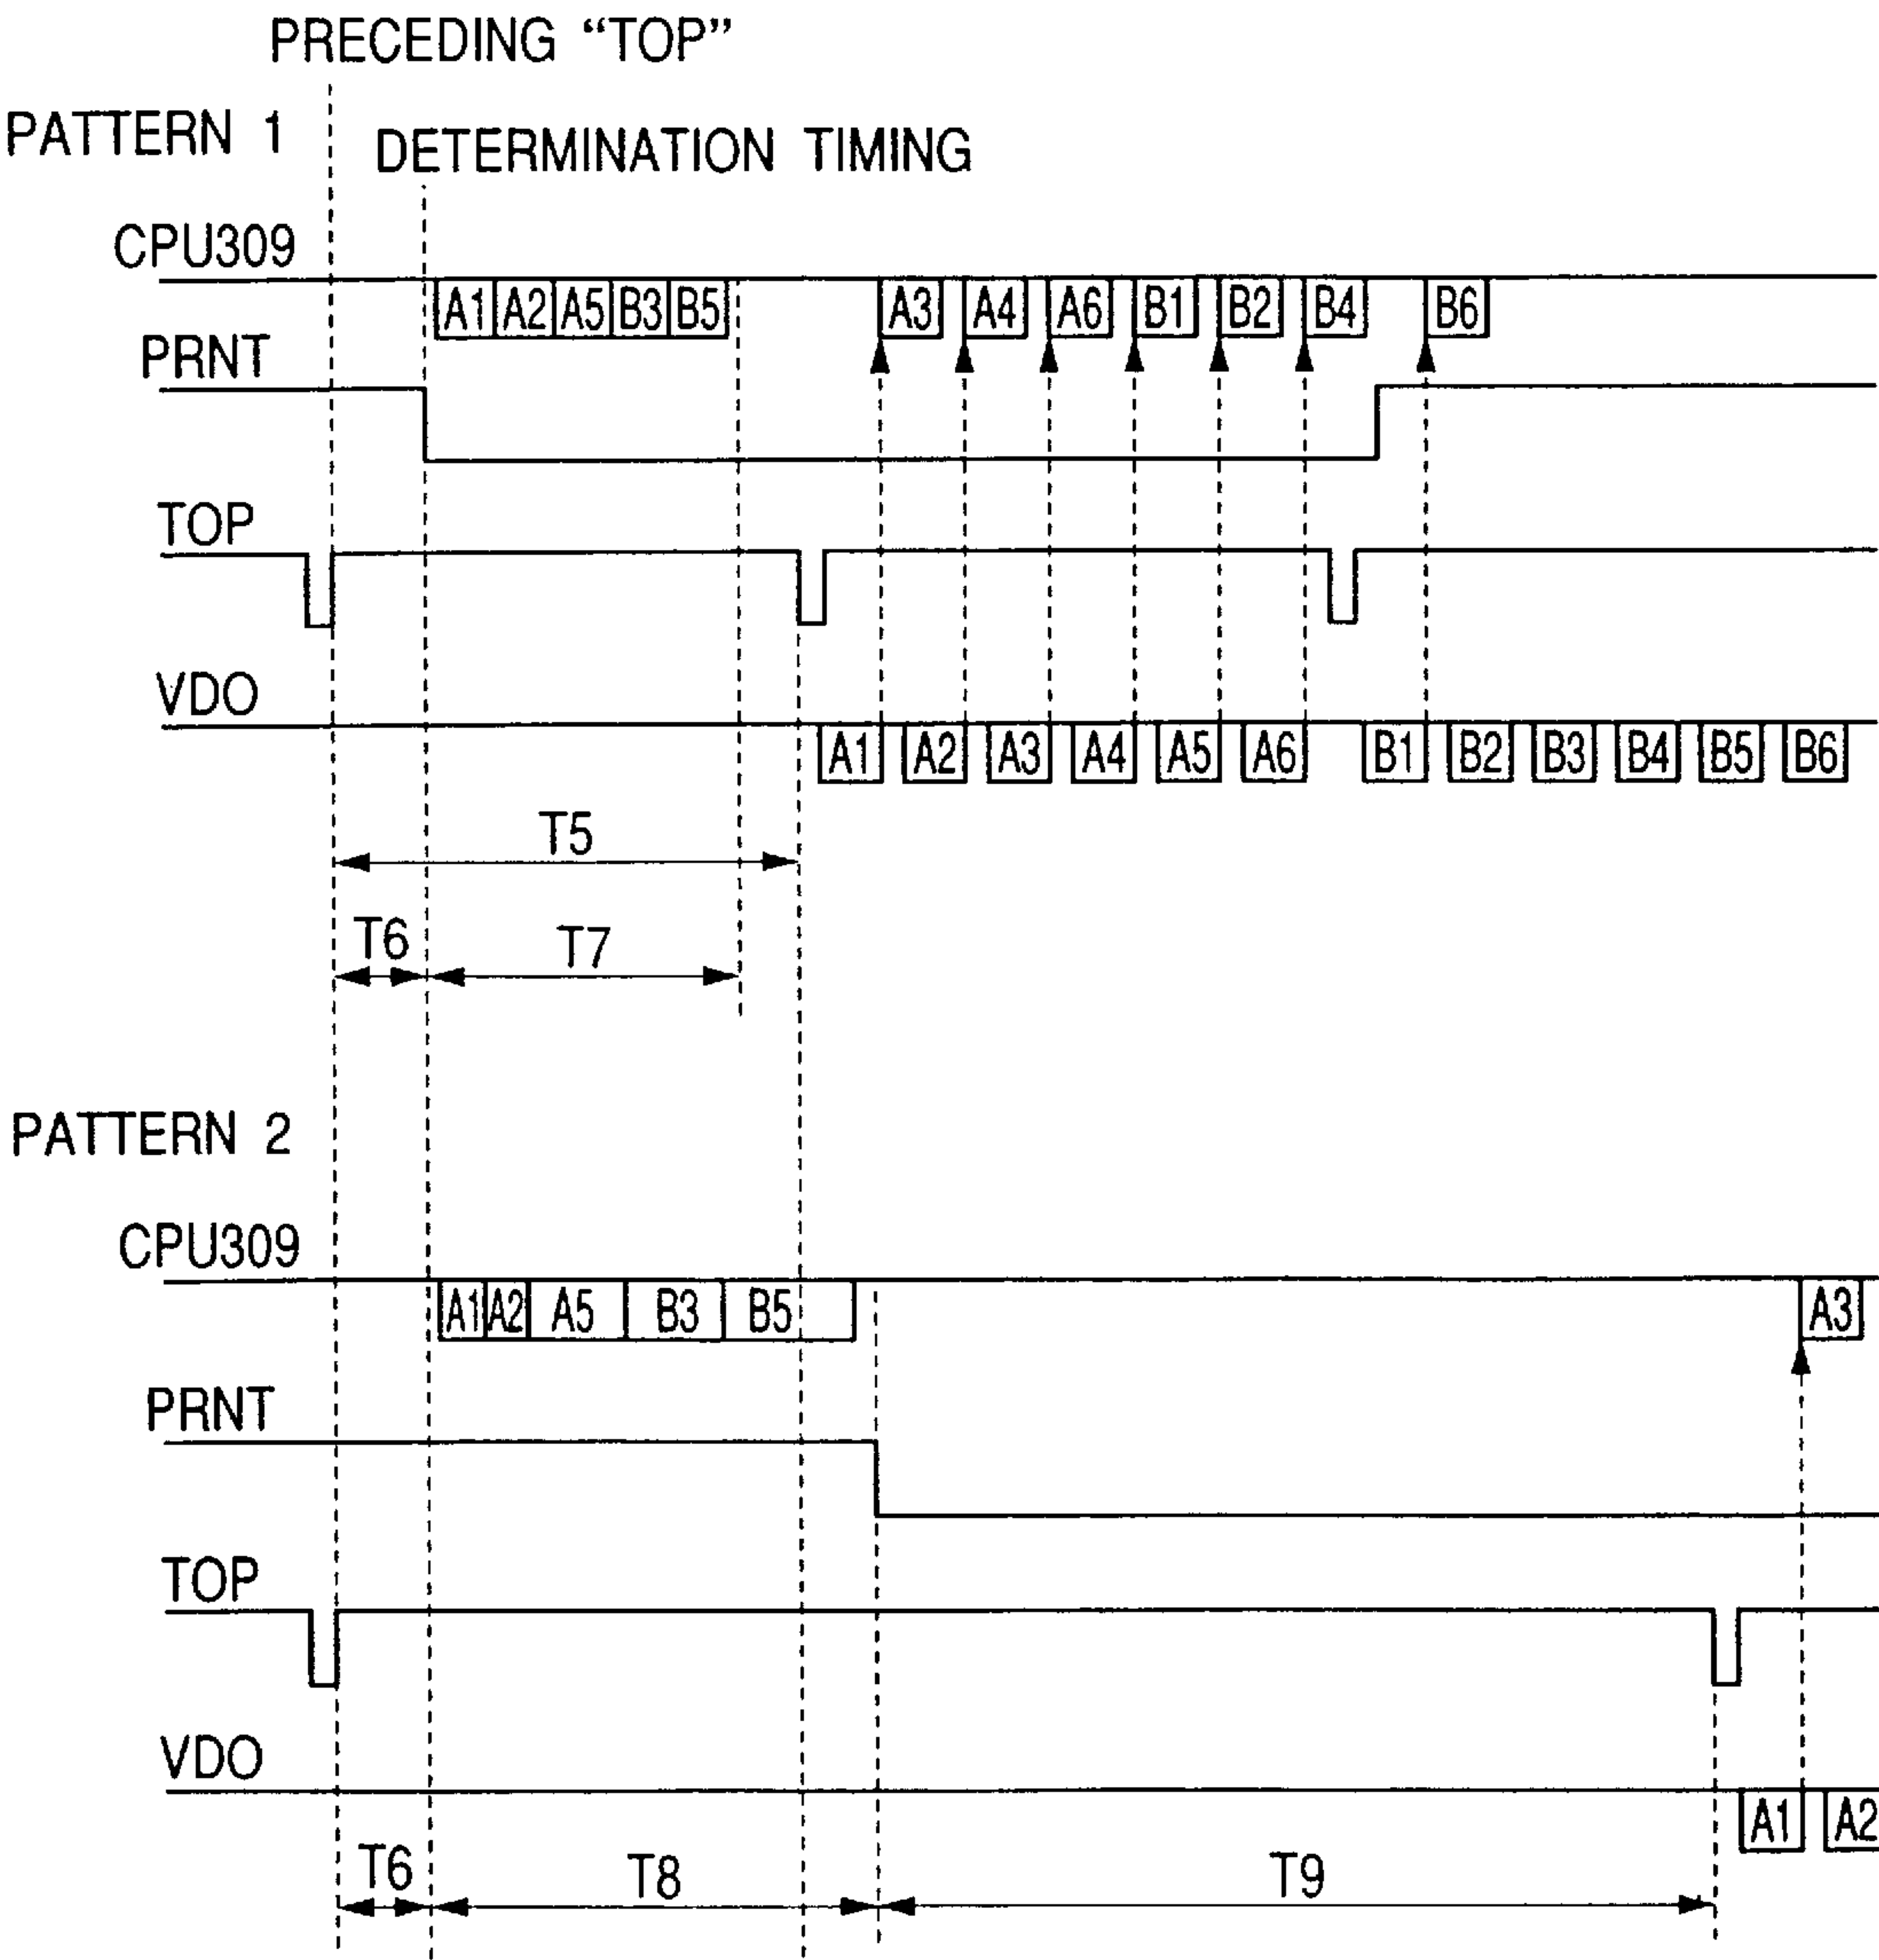 PRECEDING “TOP”
PATTERN 1
DETERMINATION TIMING
CPU309
A1 A2 A5 B3 B5 A3 A4 A6 B1 B2 B4 B6
PRNT
TOP
VDO
A1 A2 A3 A4 A5 A6 B1 B2 B3 B4 B5 B6
T5
T6 T7
PATTERN 2
CPU309
A1 A2 A5 B3 B5 A3
PRNT
TOP
VDO
A1 A2
T6 T8 T9